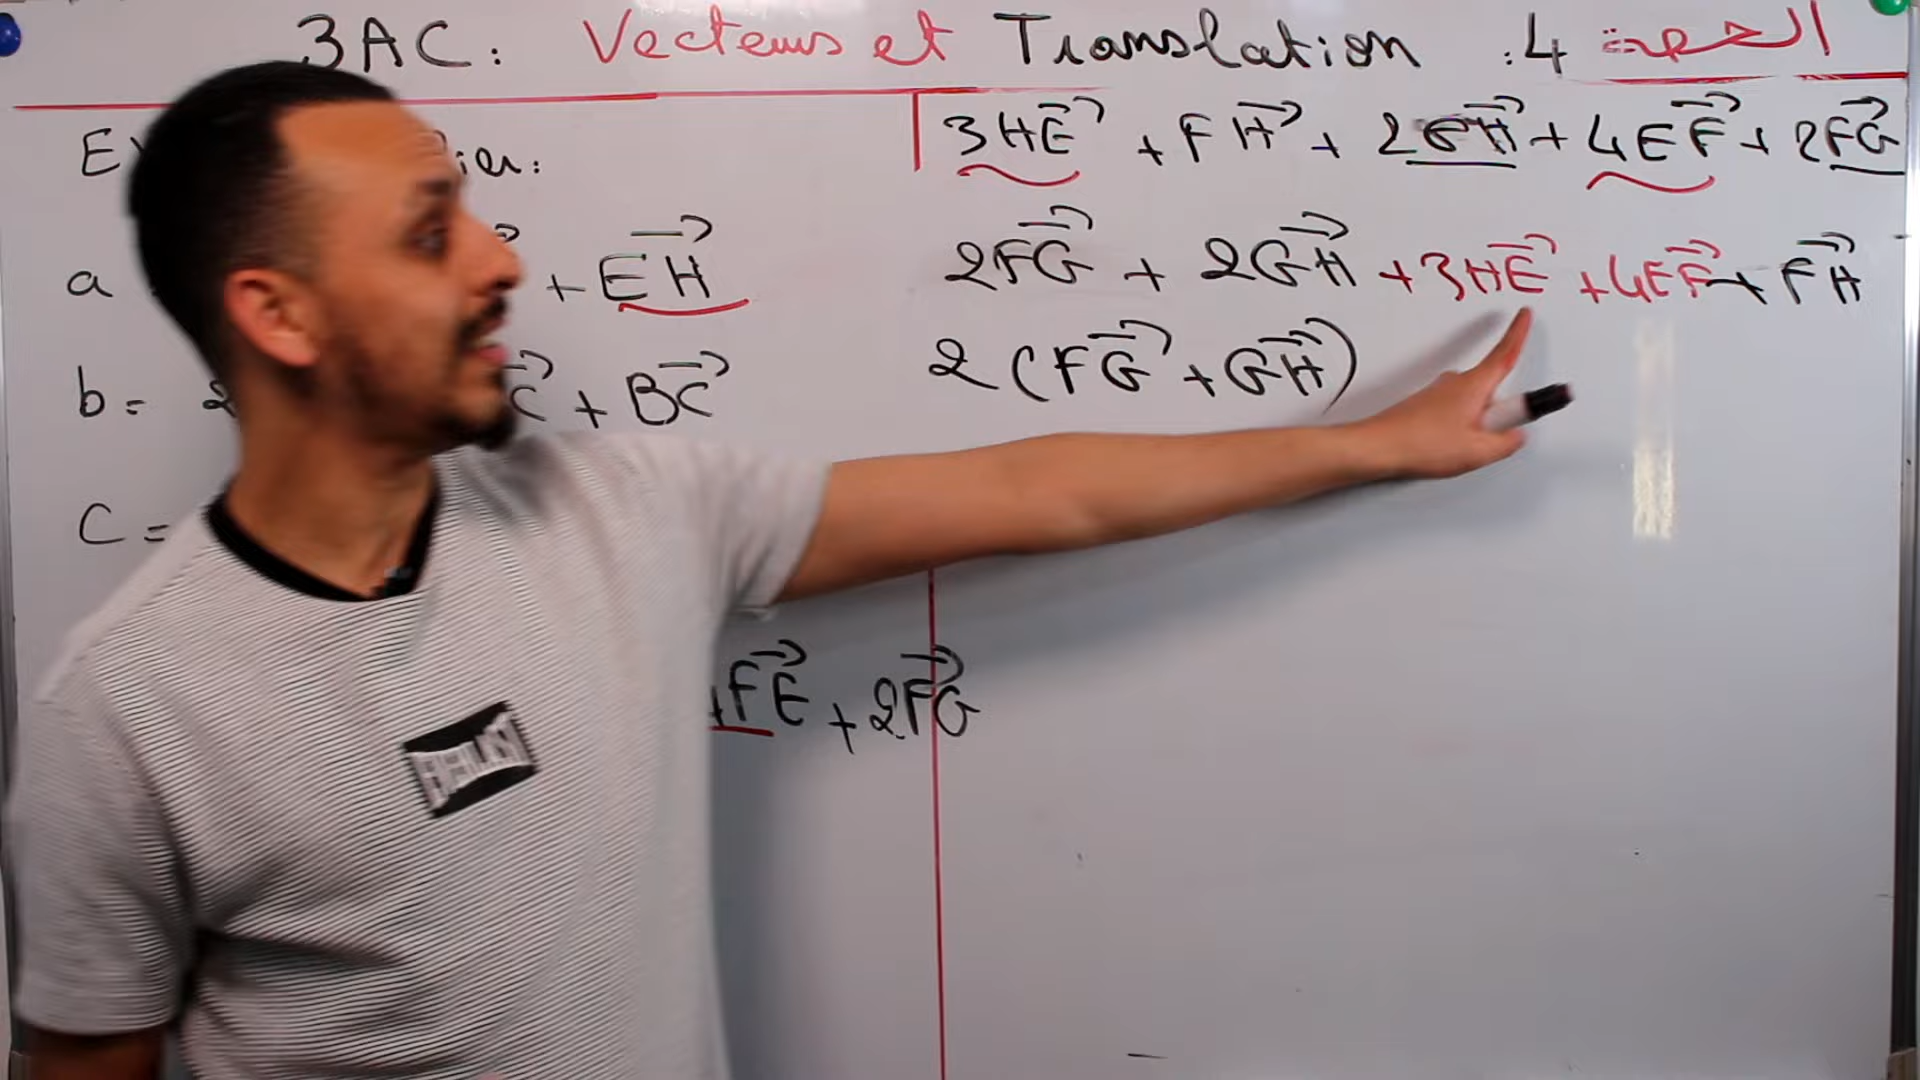 3AC: Vecteurs et Translation
الحصة 4:
a + EH
b = 2 C + BC
C =
FE + 2FG
3HE + FH + 2GH + 4EF + 2FG
2FG + 2GH + 3HE + 4EF + FH
2 (FG + GH)